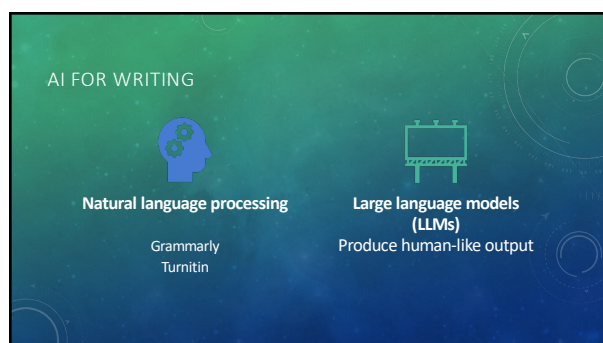 AI FOR WRITING
Natural language processing
Grammarly
Turnitin
Large language models
(LLMs)
Produce human-like output